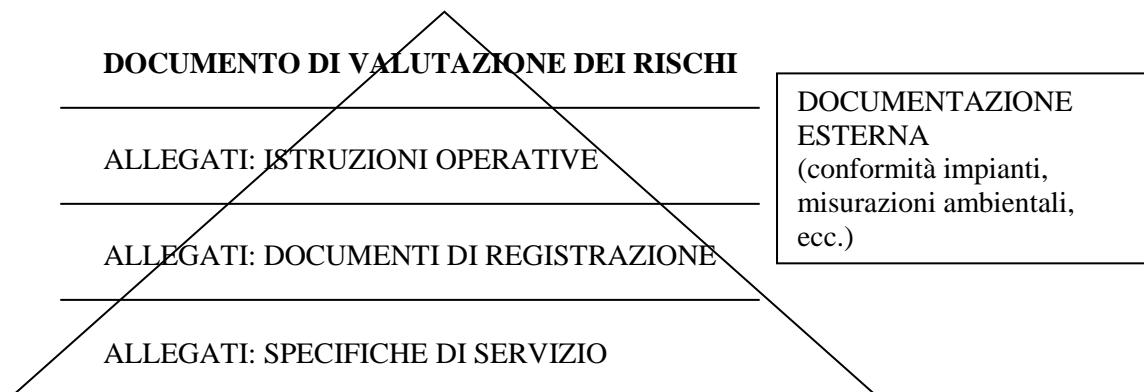 DOCUMENTO DI VALUTAZIONE DEI RISCHI
ALLEGATI: ISTRUZIONI OPERATIVE
ALLEGATI: DOCUMENTI DI REGISTRAZIONE
ALLEGATI: SPECIFICHE DI SERVIZIO
DOCUMENTAZIONE
ESTERNA
(conformità impianti,
misurazioni ambientali,
ecc.)